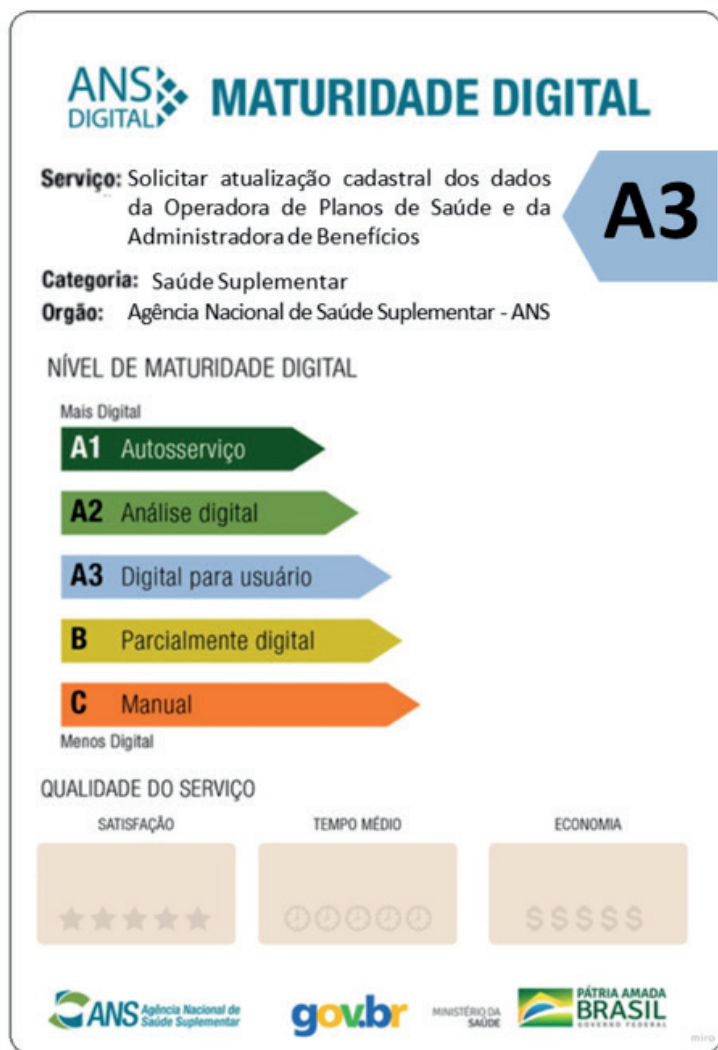 ANS
DIGITAL
MATURIDADE DIGITAL
Serviço: Solicitar atualização cadastral dos dados
da Operadora de Planos de Saúde e da
Administradora de Benefícios
A3
Categoria: Saúde Suplementar
Orgão: Agência Nacional de Saúde Suplementar - ANS
NÍVEL DE MATURIDADE DIGITAL
Mais Digital
A1 Autosserviço
A2 Análise digital
A3 Digital para usuário
B Parcialmente digital
C Manual
Menos Digital
QUALIDADE DO SERVIÇO
SATISFAÇÃO TEMPO MÉDIO ECONOMIA
$$$$$
ANS Agência Nacional de
Saúde Suplementar
gov.br
MINISTÉRIO DA
SAÚDE
PÁTRIA AMADA
BRASIL
GOVERNO FEDERAL
miro